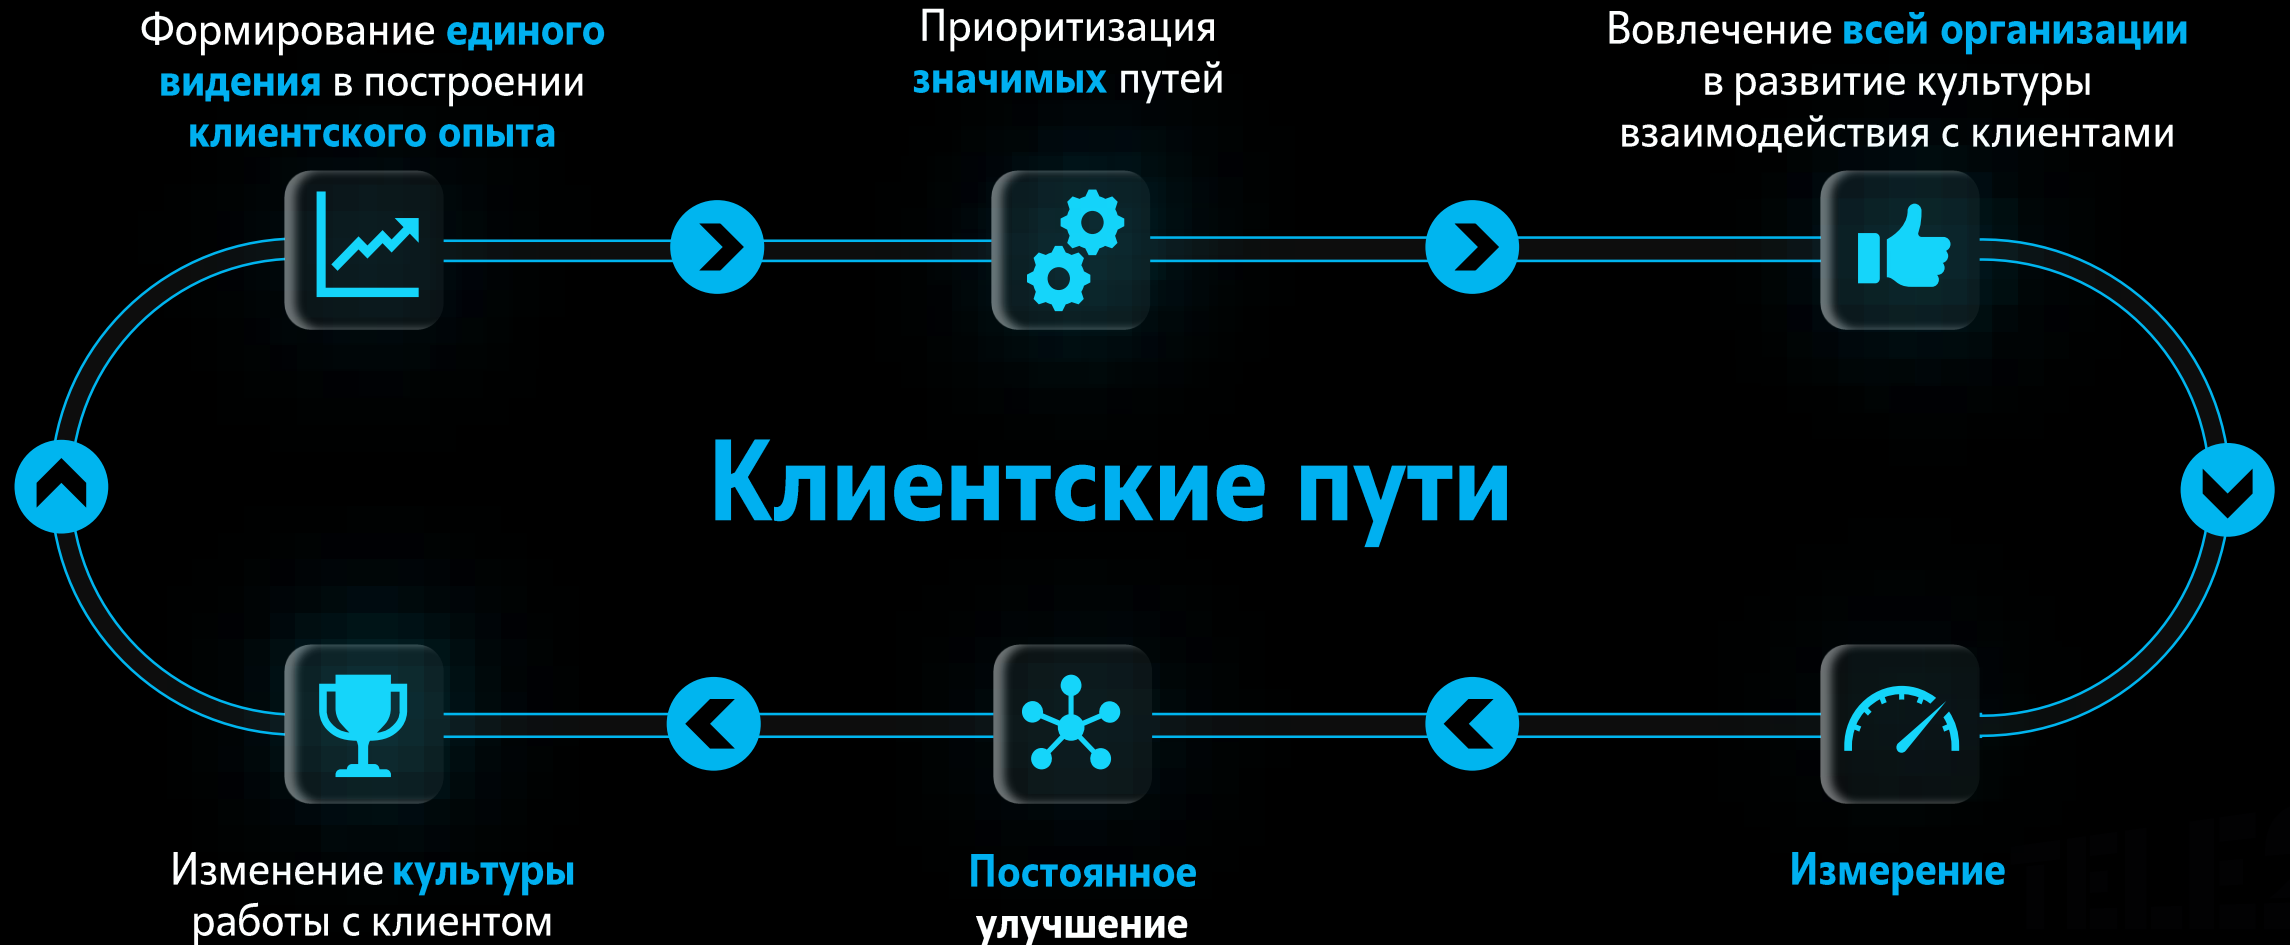 Формирование единого
видения в построении
клиентского опыта
Приоритизация
значимых путей
Вовлечение всей организации
в развитие культуры
взаимодействия с клиентами
Клиентские пути
Изменение культуры
работы с клиентом
Постоянное
улучшение
Измерение